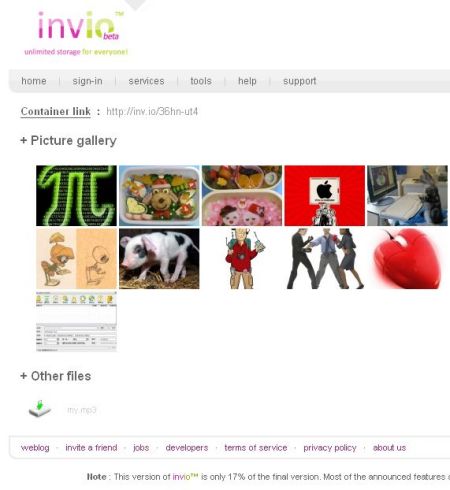 invio™
beta
unlimited storage for everyone!
home | sign-in | services | tools | help | support
Container link : http://inv.io/36hn-ut4
+ Picture gallery
+ Other files
my.mp3
weblog · invite a friend · jobs · developers · terms of service · privacy policy · about us
Note : This version of invio™ is only 17% of the final version. Most of the announced features